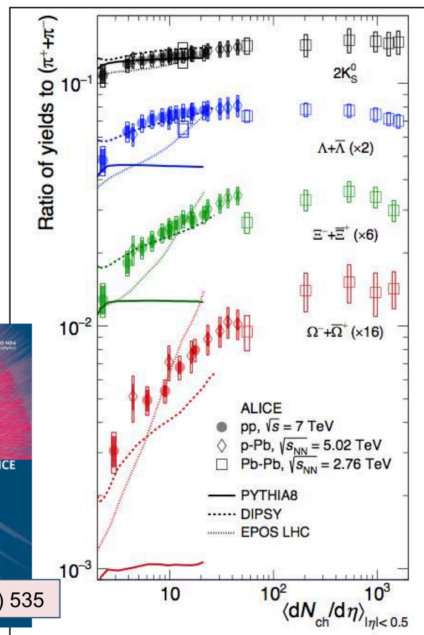 Ratio of yields to (π⁺+π⁻)
10⁻¹
2K⁰S
Λ+Λ̅ (×2)
Ξ⁻+Ξ̅⁺ (×6)
10⁻²
Ω⁻+Ω̅⁺ (×16)
ALICE
pp, √s = 7 TeV
p-Pb, √sNN = 5.02 TeV
Pb-Pb, √sNN = 2.76 TeV
PYTHIA8
DIPSY
EPOS LHC
10⁻³
10
10²
10³
⟨dNch/dη⟩|η|< 0.5
ICE
) 535